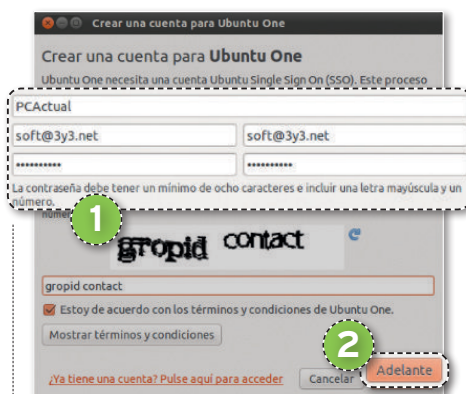 Crear una cuenta para Ubuntu One
Crear una cuenta para Ubuntu One
Ubuntu One necesita una cuenta Ubuntu Single Sign On (SSO). Este proceso
PCActual
soft@3y3.net soft@3y3.net
•••••••••• ••••••••••
La contraseña debe tener un mínimo de ocho caracteres e incluir una letra mayúscula y un
número.
1
gropid contact
gropid contact
Estoy de acuerdo con los términos y condiciones de Ubuntu One.
Mostrar términos y condiciones
2
¿Ya tiene una cuenta? Pulse aquí para acceder Cancelar Adelante